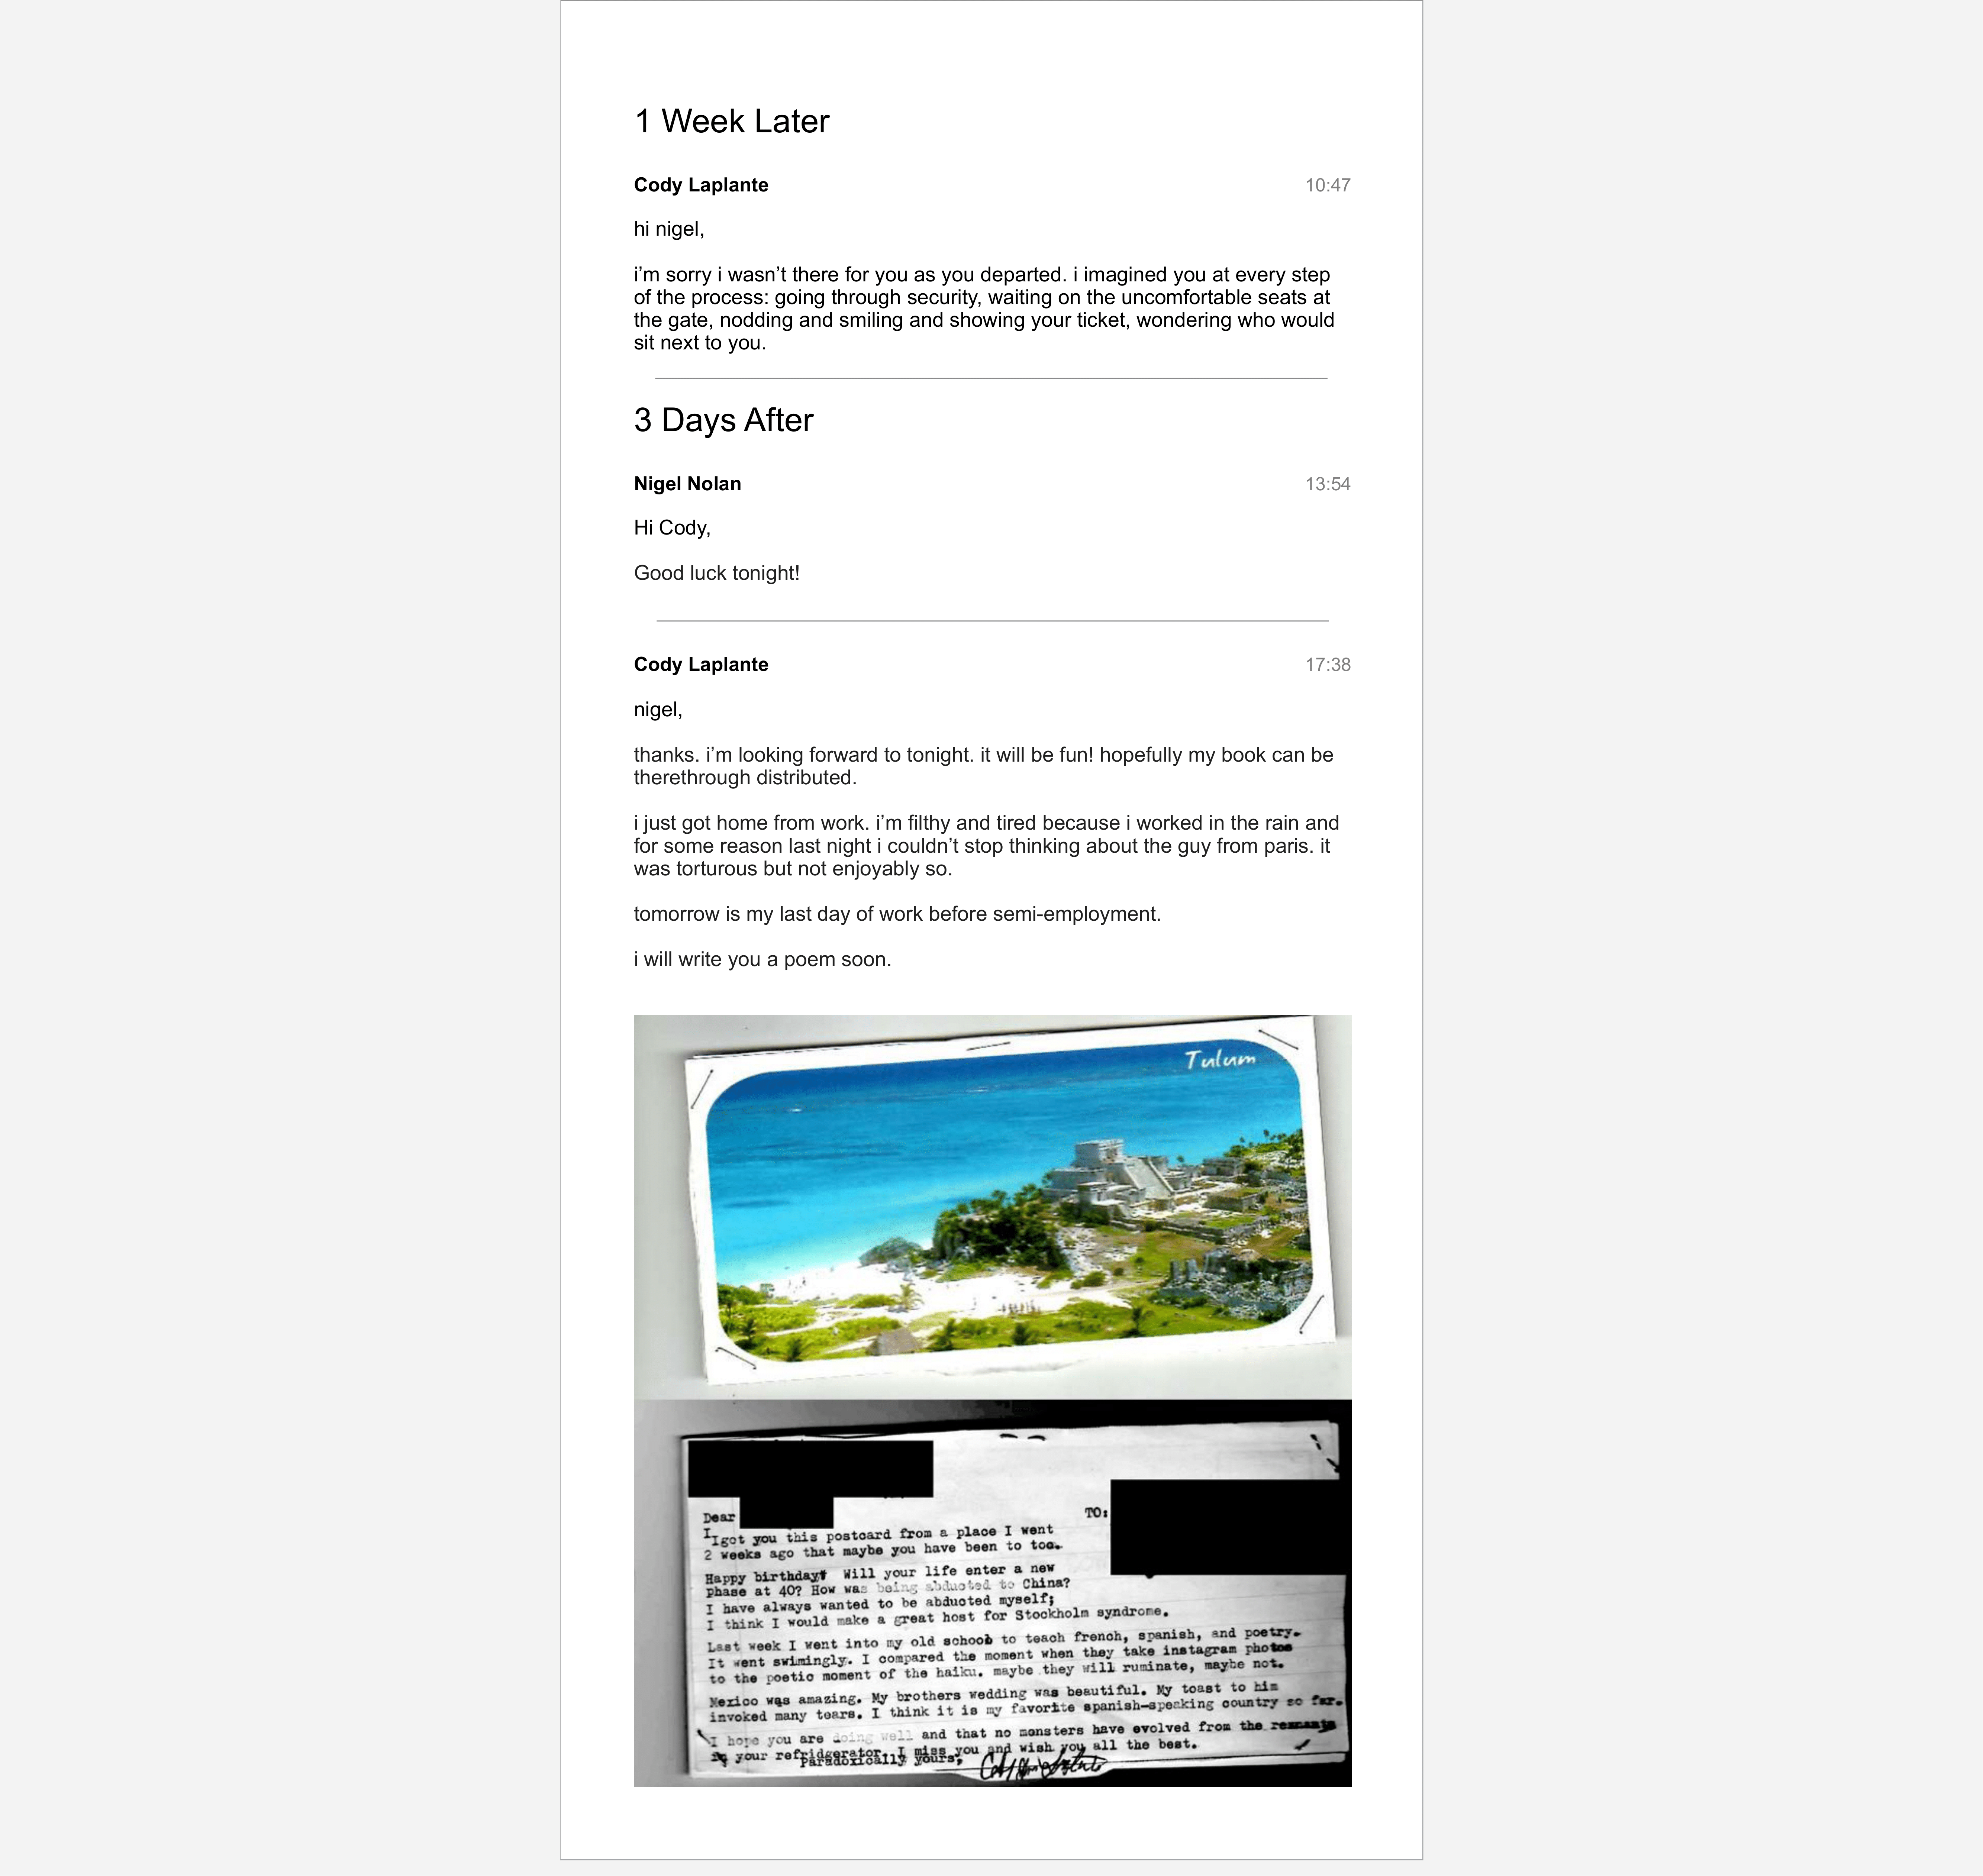 1 Week Later
Cody Laplante 10:47
hi nigel,
i’m sorry i wasn’t there for you as you departed. i imagined you at every step
of the process: going through security, waiting on the uncomfortable seats at
the gate, nodding and smiling and showing your ticket, wondering who would
sit next to you.
3 Days After
Nigel Nolan 13:54
Hi Cody,
Good luck tonight!
Cody Laplante 17:38
nigel,
thanks. i’m looking forward to tonight. it will be fun! hopefully my book can be
therethrough distributed.
i just got home from work. i’m filthy and tired because i worked in the rain and
for some reason last night i couldn’t stop thinking about the guy from paris. it
was torturous but not enjoyably so.
tomorrow is my last day of work before semi-employment.
i will write you a poem soon.
Tulum
Dear
TO:
I got you this postcard from a place I went
2 weeks ago that maybe you have been to too.
Happy birthday! Will your life enter a new
phase at 40? How was being abducted to China?
I have always wanted to be abducted myself;
I think I would make a great host for Stockholm syndrome.
Last week I went into my old school to teach french, spanish, and poetry.
It went swimingly. I compared the moment when they take instagram photos
to the poetic moment of the haiku. maybe they will ruminate, maybe not.
Mexico was amazing. My brothers wedding was beautiful. My toast to him
invoked many tears. I think it is my favorite spanish-speaking country so far.
I hope you are doing well and that no monsters have evolved from the remnants
in your refridgerator. I miss you and wish you all the best.
Paradoxically yours,